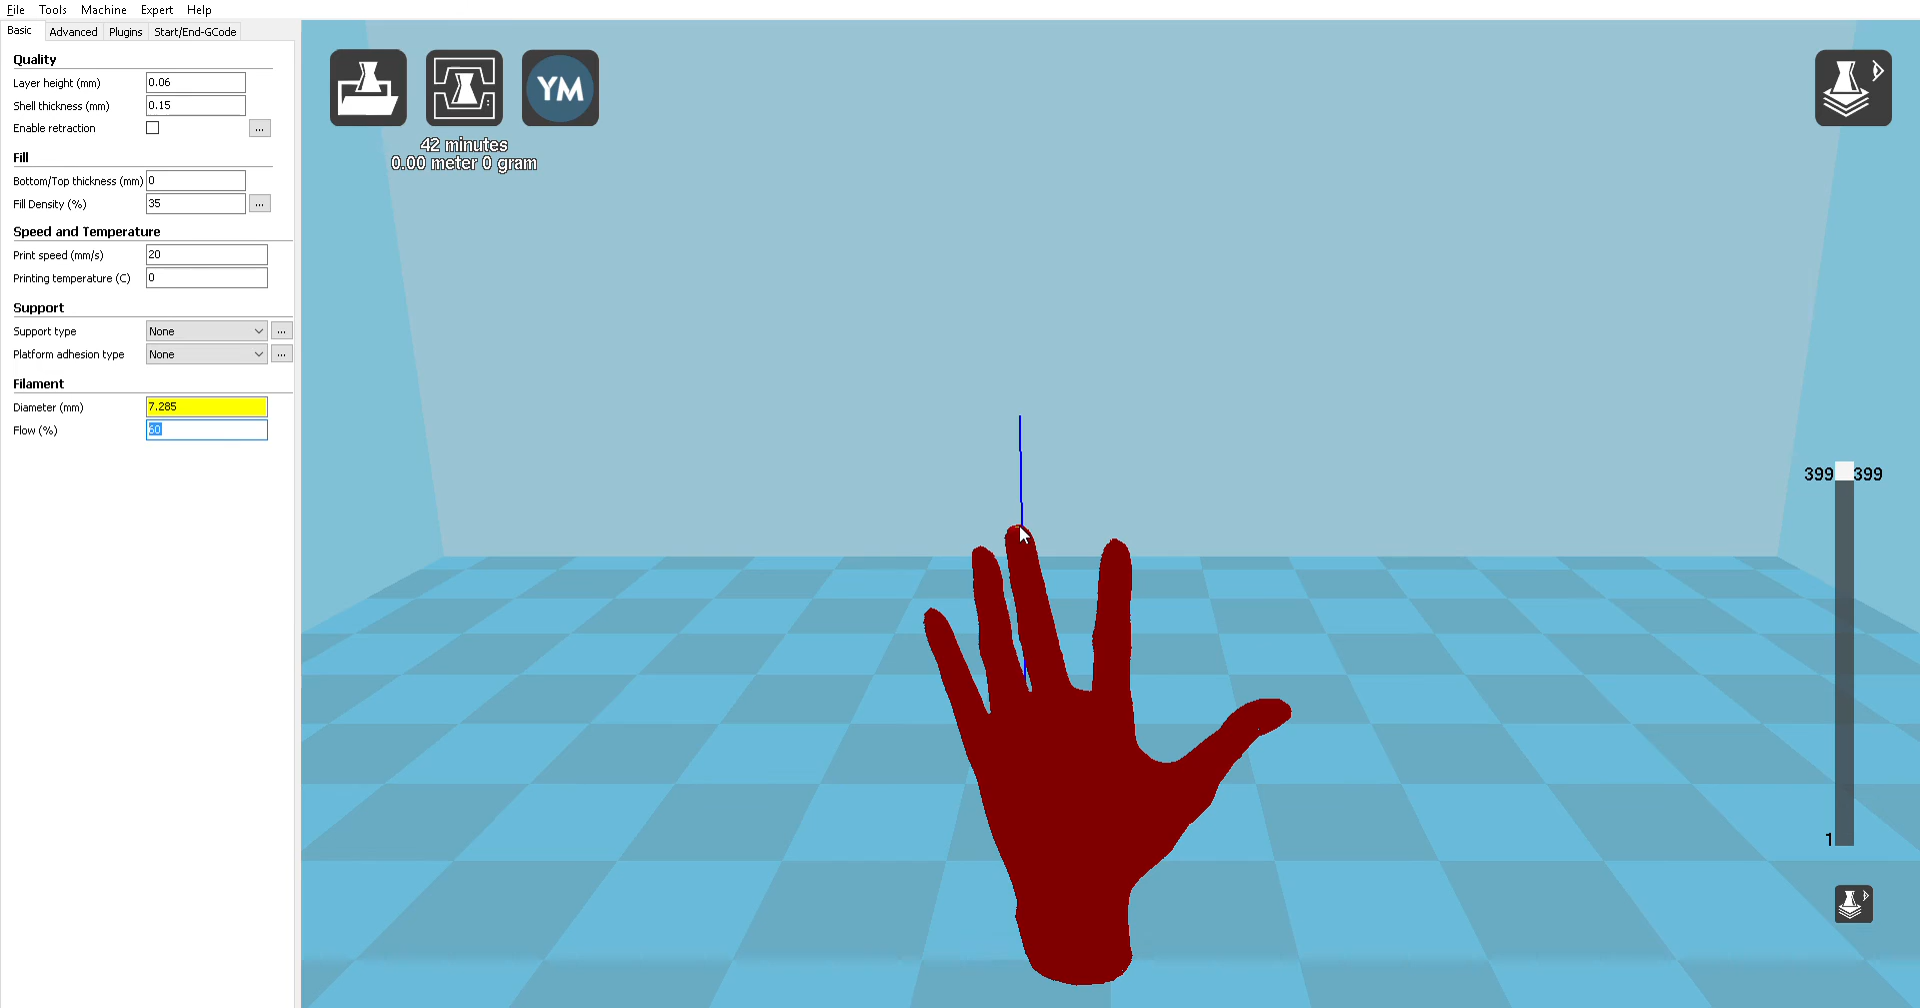 File Tools Machine Expert Help
Basic Advanced Plugins Start/End-GCode
Quality
Layer height (mm) 0.06
Shell thickness (mm) 0.15
Enable retraction ...
Fill
Bottom/Top thickness (mm) 0
Fill Density (%) 35 ...
Speed and Temperature
Print speed (mm/s) 20
Printing temperature (C) 0
Support
Support type None ...
Platform adhesion type None ...
Filament
Diameter (mm) 7.285
Flow (%) 60
YM
42 minutes
0.00 meter 0 gram
399 399
1